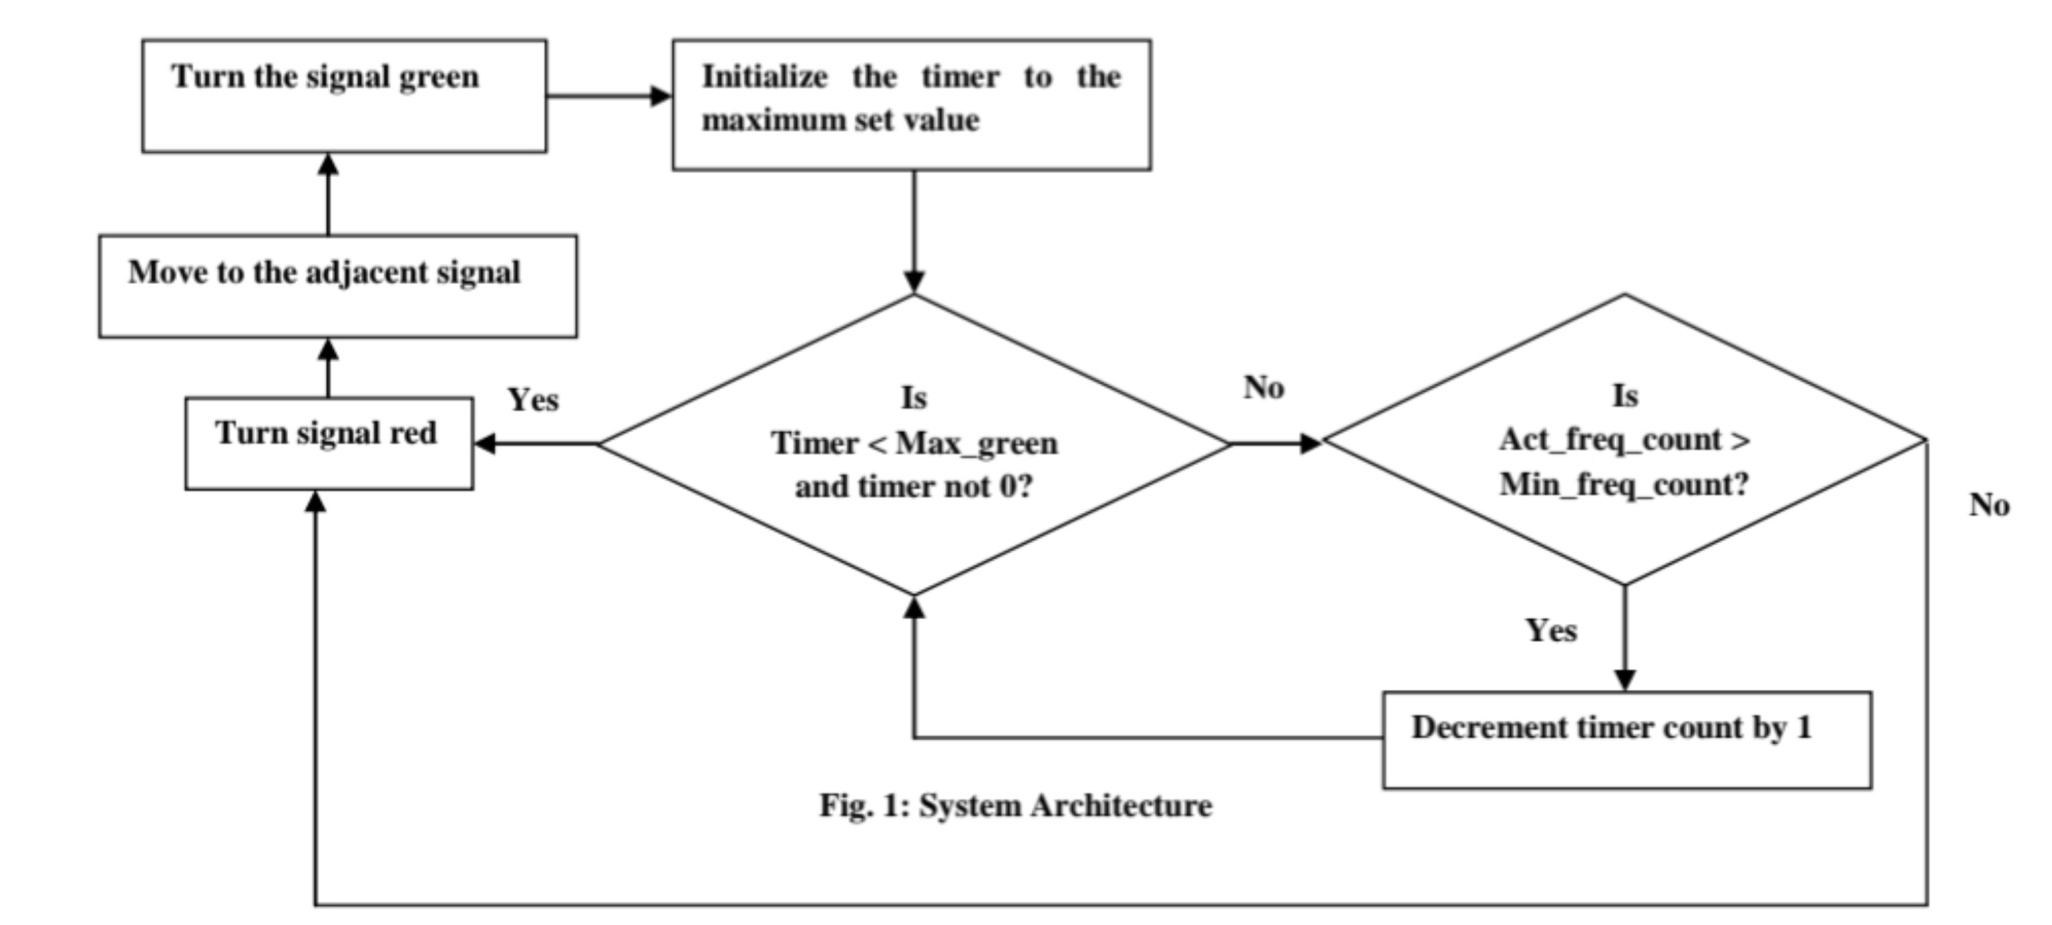 Turn the signal green
Initialize the timer to the
maximum set value
Move to the adjacent signal
Turn signal red
Yes
Is
Timer < Max_green
and timer not 0?
No
Is
Act_freq_count >
Min_freq_count?
No
Yes
Decrement timer count by 1
Fig. 1: System Architecture